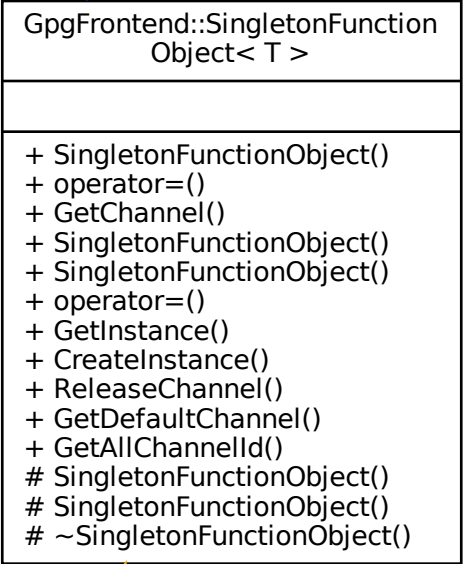 GpgFrontend::SingletonFunction
Object< T >
+ SingletonFunctionObject()
+ operator=()
+ GetChannel()
+ SingletonFunctionObject()
+ SingletonFunctionObject()
+ operator=()
+ GetInstance()
+ CreateInstance()
+ ReleaseChannel()
+ GetDefaultChannel()
+ GetAllChannelId()
# SingletonFunctionObject()
# SingletonFunctionObject()
# ~SingletonFunctionObject()